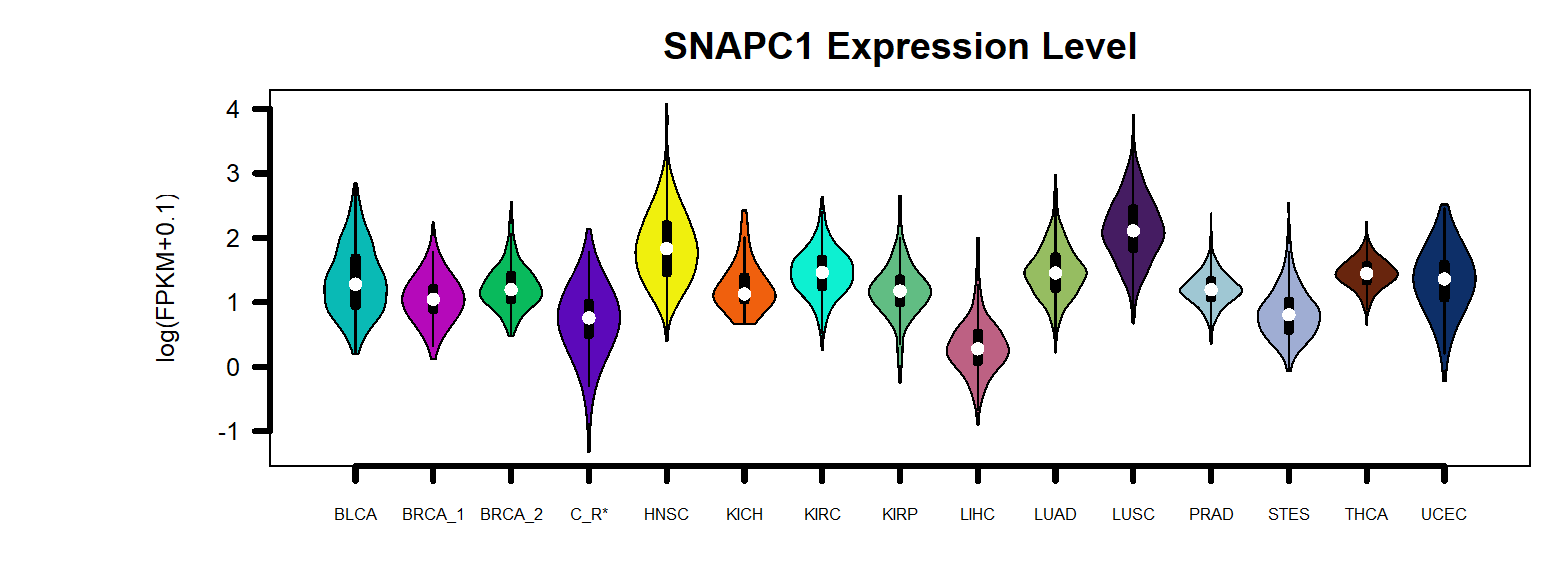 SNAPC1 Expression Level
log(FPKM+0.1)
4
3
2
1
0
-1
BLCA BRCA_1 BRCA_2 C_R* HNSC KICH KIRC KIRP LIHC LUAD LUSC PRAD STES THCA UCEC